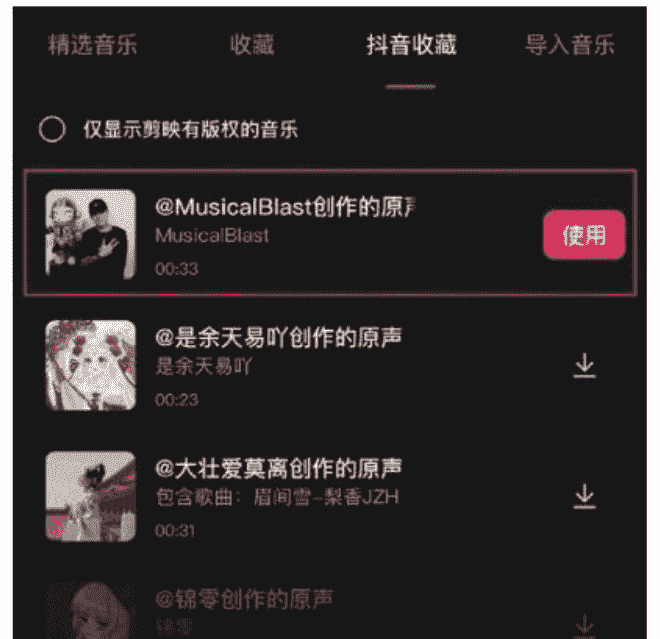 精选音乐 收藏 抖音收藏 导入音乐
仅显示剪映有版权的音乐
@MusicalBlast创作的原声
MusicalBlast
00:33
使用
@是余天易吖创作的原声
是余天易吖
00:23
@大壮爱莫离创作的原声
包含歌曲：眉间雪-梨香JZH
00:31
@锦零创作的原声
锦零